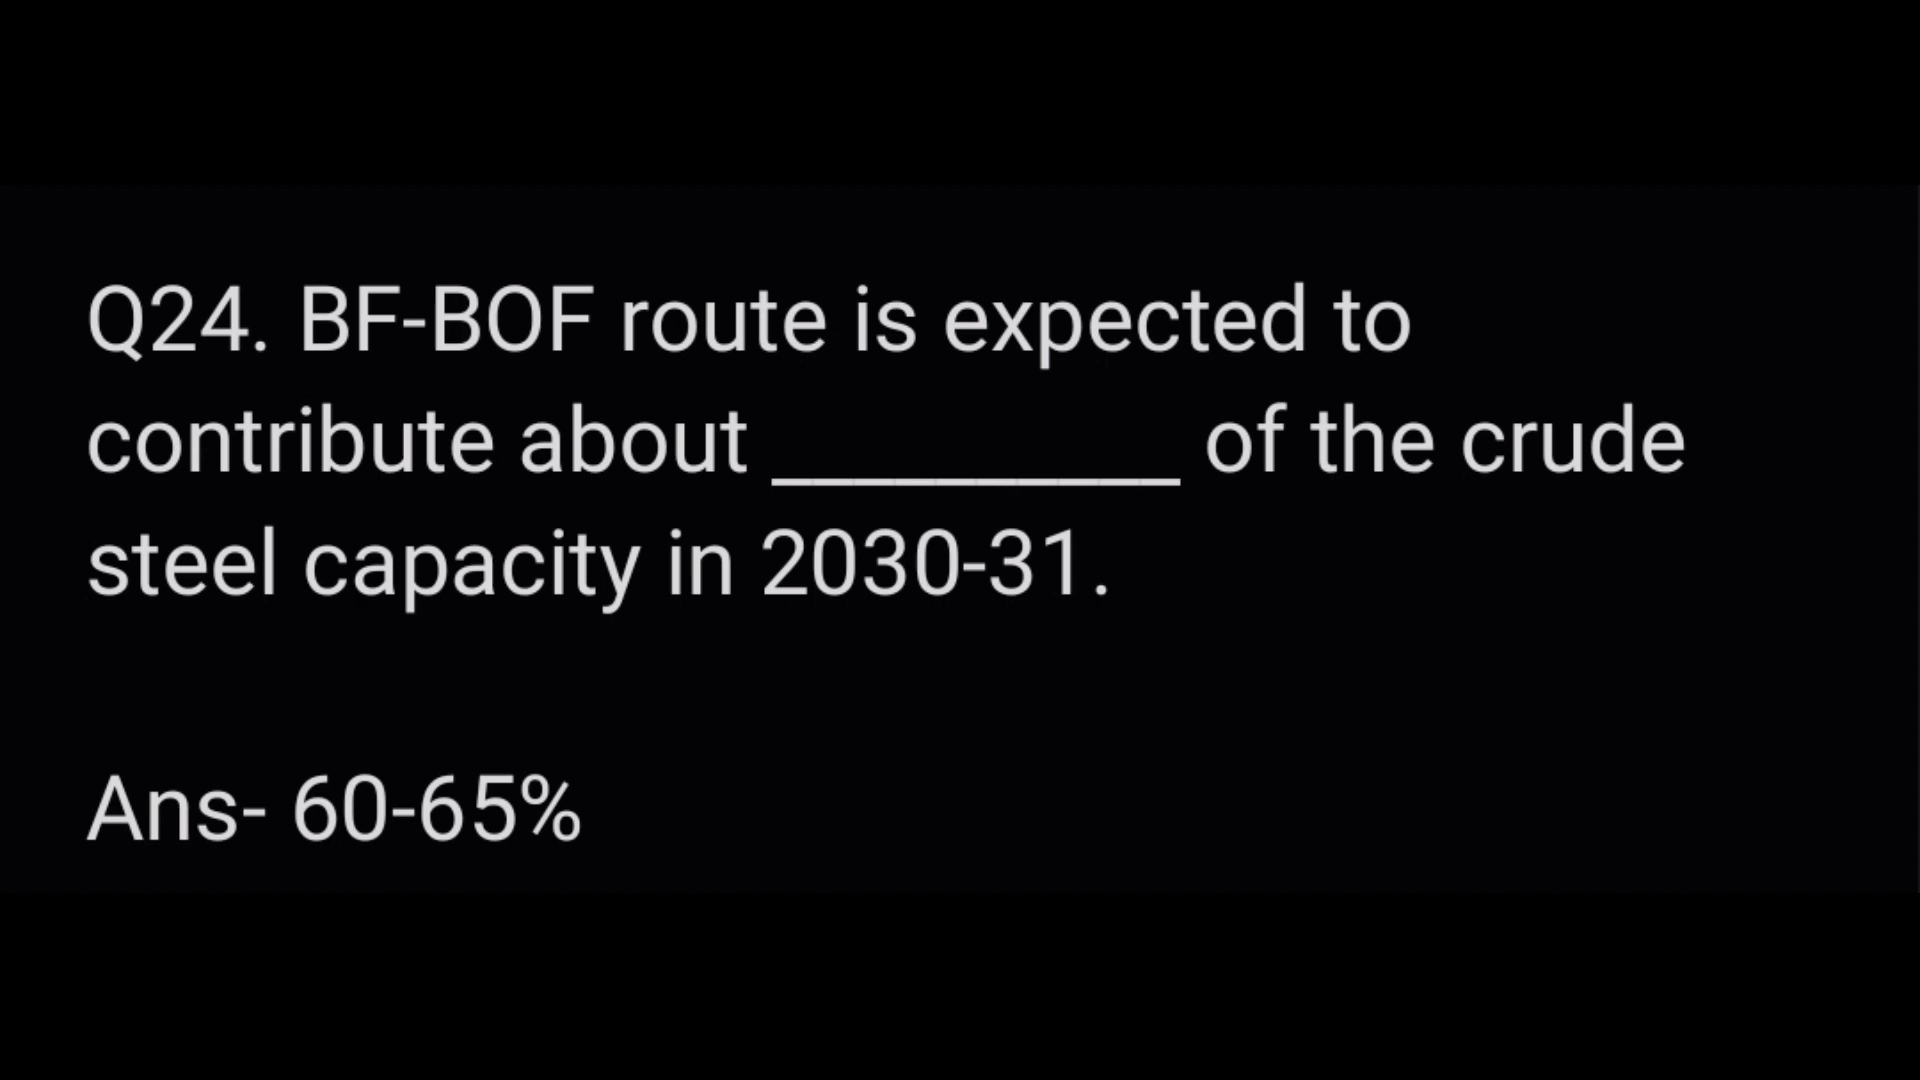 Q24. BF-BOF route is expected to
contribute about __________ of the crude
steel capacity in 2030-31.
Ans- 60-65%